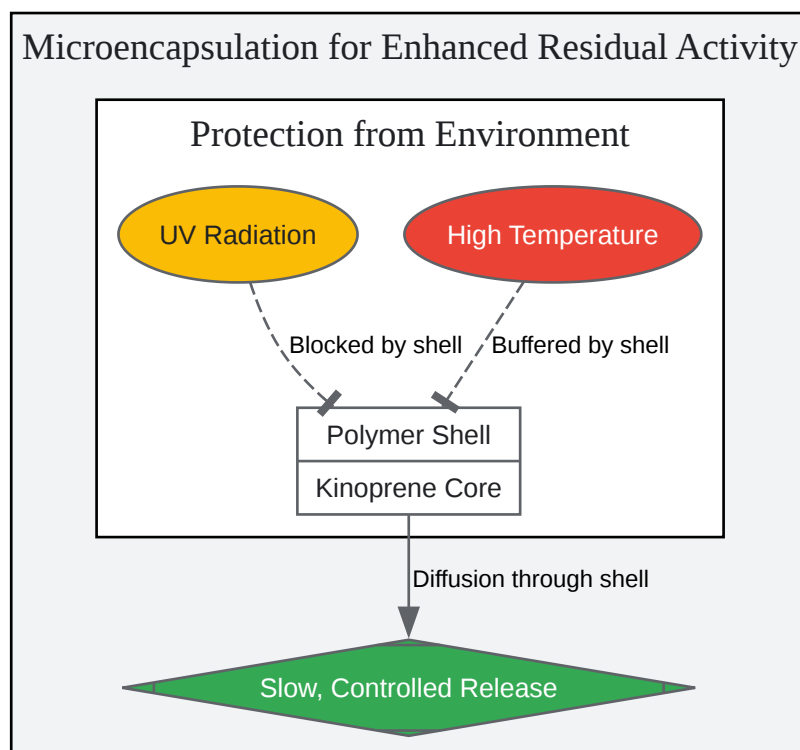 Microencapsulation for Enhanced Residual Activity
Protection from Environment
UV Radiation
High Temperature
Blocked by shell
Buffered by shell
Polymer Shell
Kinoprene Core
Diffusion through shell
Slow, Controlled Release